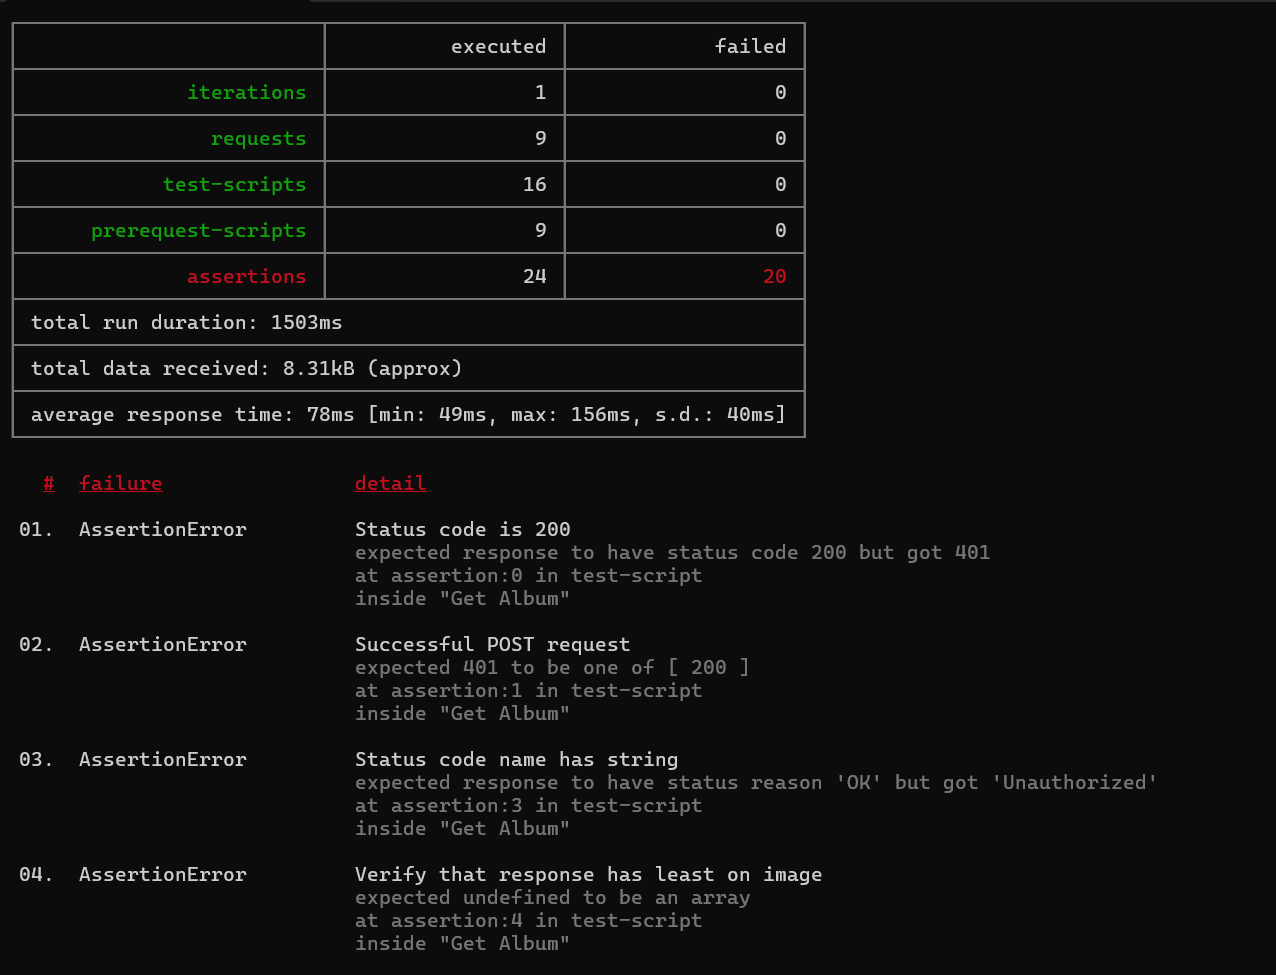 executed failed
iterations 1 0
requests 9 0
test-scripts 16 0
prerequest-scripts 9 0
assertions 24 20
total run duration: 1503ms
total data received: 8.31kB (approx)
average response time: 78ms [min: 49ms, max: 156ms, s.d.: 40ms]
# failure detail
01. AssertionError Status code is 200
expected response to have status code 200 but got 401
at assertion:0 in test-script
inside "Get Album"
02. AssertionError Successful POST request
expected 401 to be one of [ 200 ]
at assertion:1 in test-script
inside "Get Album"
03. AssertionError Status code name has string
expected response to have status reason 'OK' but got 'Unauthorized'
at assertion:3 in test-script
inside "Get Album"
04. AssertionError Verify that response has least on image
expected undefined to be an array
at assertion:4 in test-script
inside "Get Album"